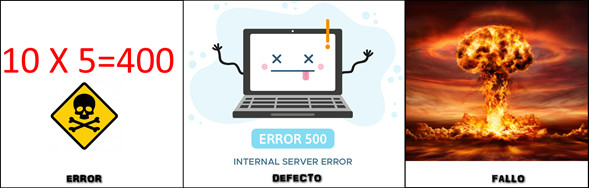 10 X 5=400
ERROR
ERROR 500
INTERNAL SERVER ERROR
DEFECTO
FALLO